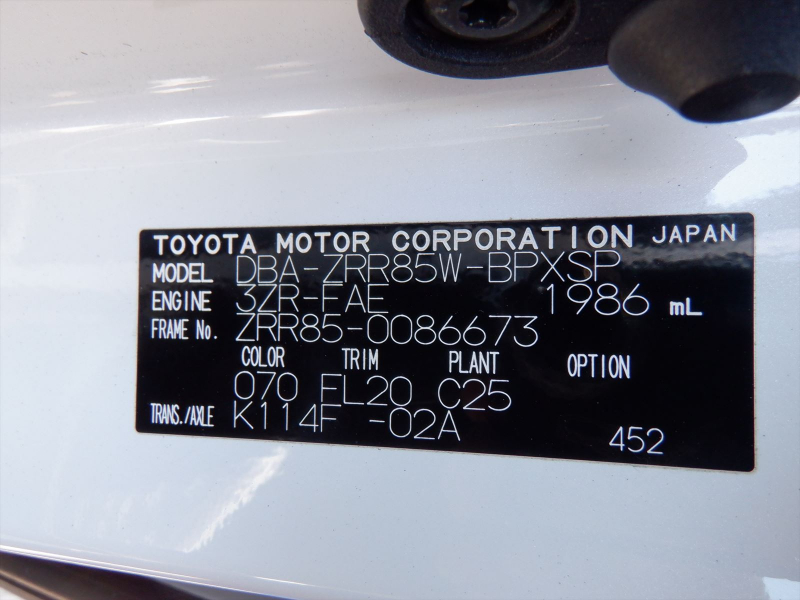 TOYOTA MOTOR CORPORATION JAPAN
MODEL DBA-ZRR85W-BPXSP
ENGINE 3ZR-FAE 1986 mL
FRAME No. ZRR85-0086673
COLOR TRIM PLANT OPTION
070 FL20 C25
TRANS./AXLE K114F -02A
452